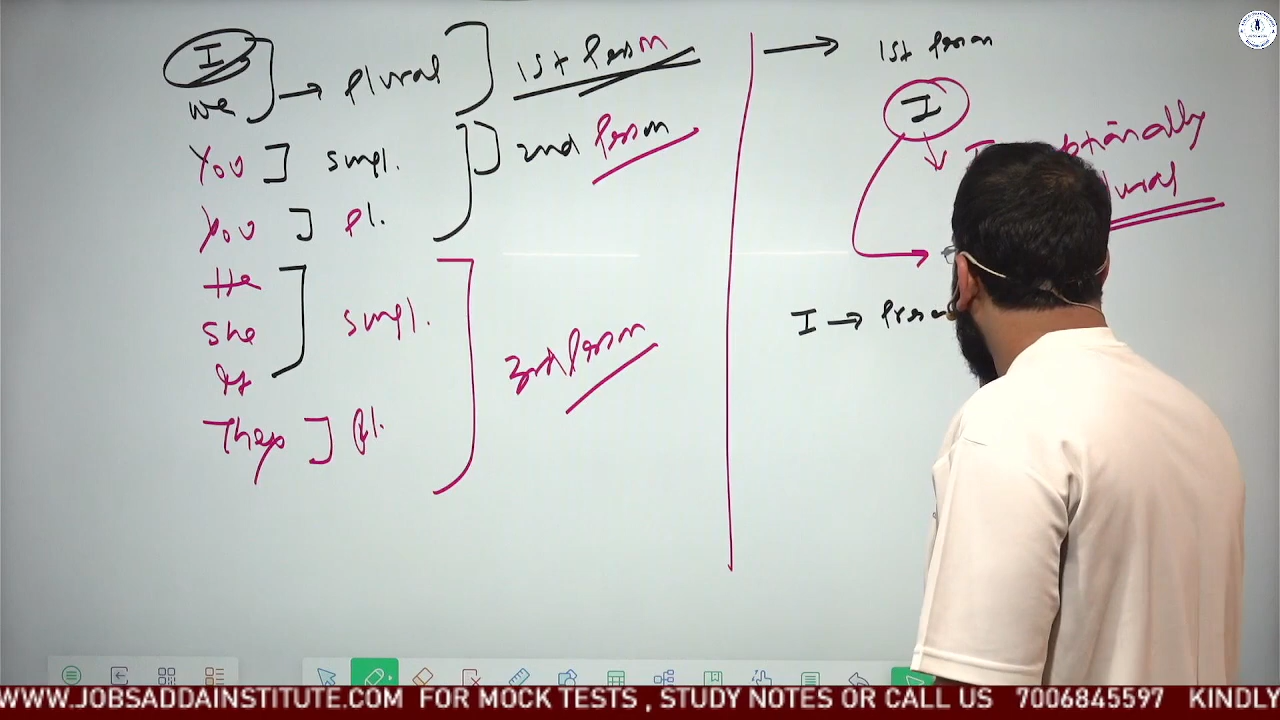 I
we → plural 1st Person
You singl. 2nd Person
You pl.
He
She singl.
It
They pl.
3rd Person
→ 1st Person
I
I → Person
WWW.JOBSADDAINSTITUTE.COM FOR MOCK TESTS , STUDY NOTES OR CALL US 7006845597 KINDLY